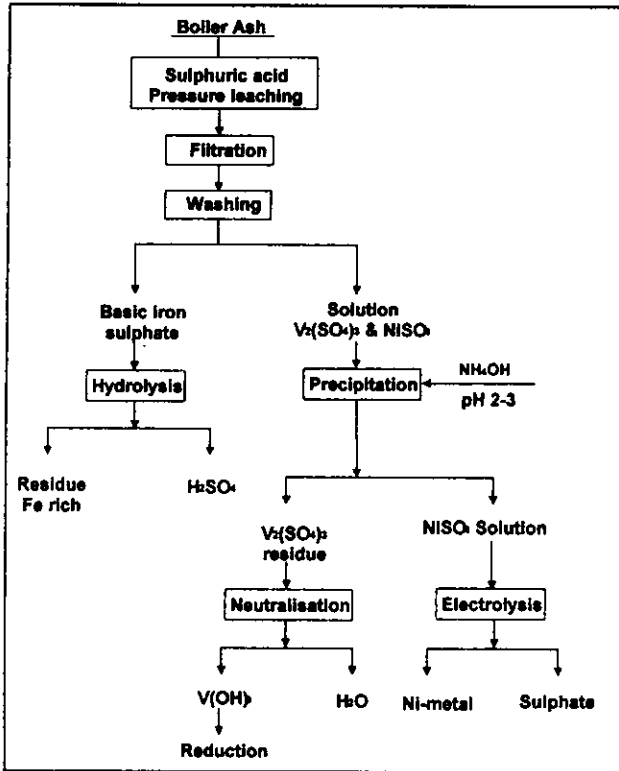 Boiler Ash
Sulphuric acid
Pressure leaching
Filtration
Washing
Basic iron
sulphate
Solution
V₂(SO₄)₃ & NISO₄
Hydrolysis
Precipitation
NH₄OH
pH 2-3
Residue
Fe rich
H₂SO₄
V₂(SO₄)₃
residue
NISO₄ Solution
Neutralisation
Electrolysis
V(OH)₃
H₂O
Ni-metal
Sulphate
Reduction